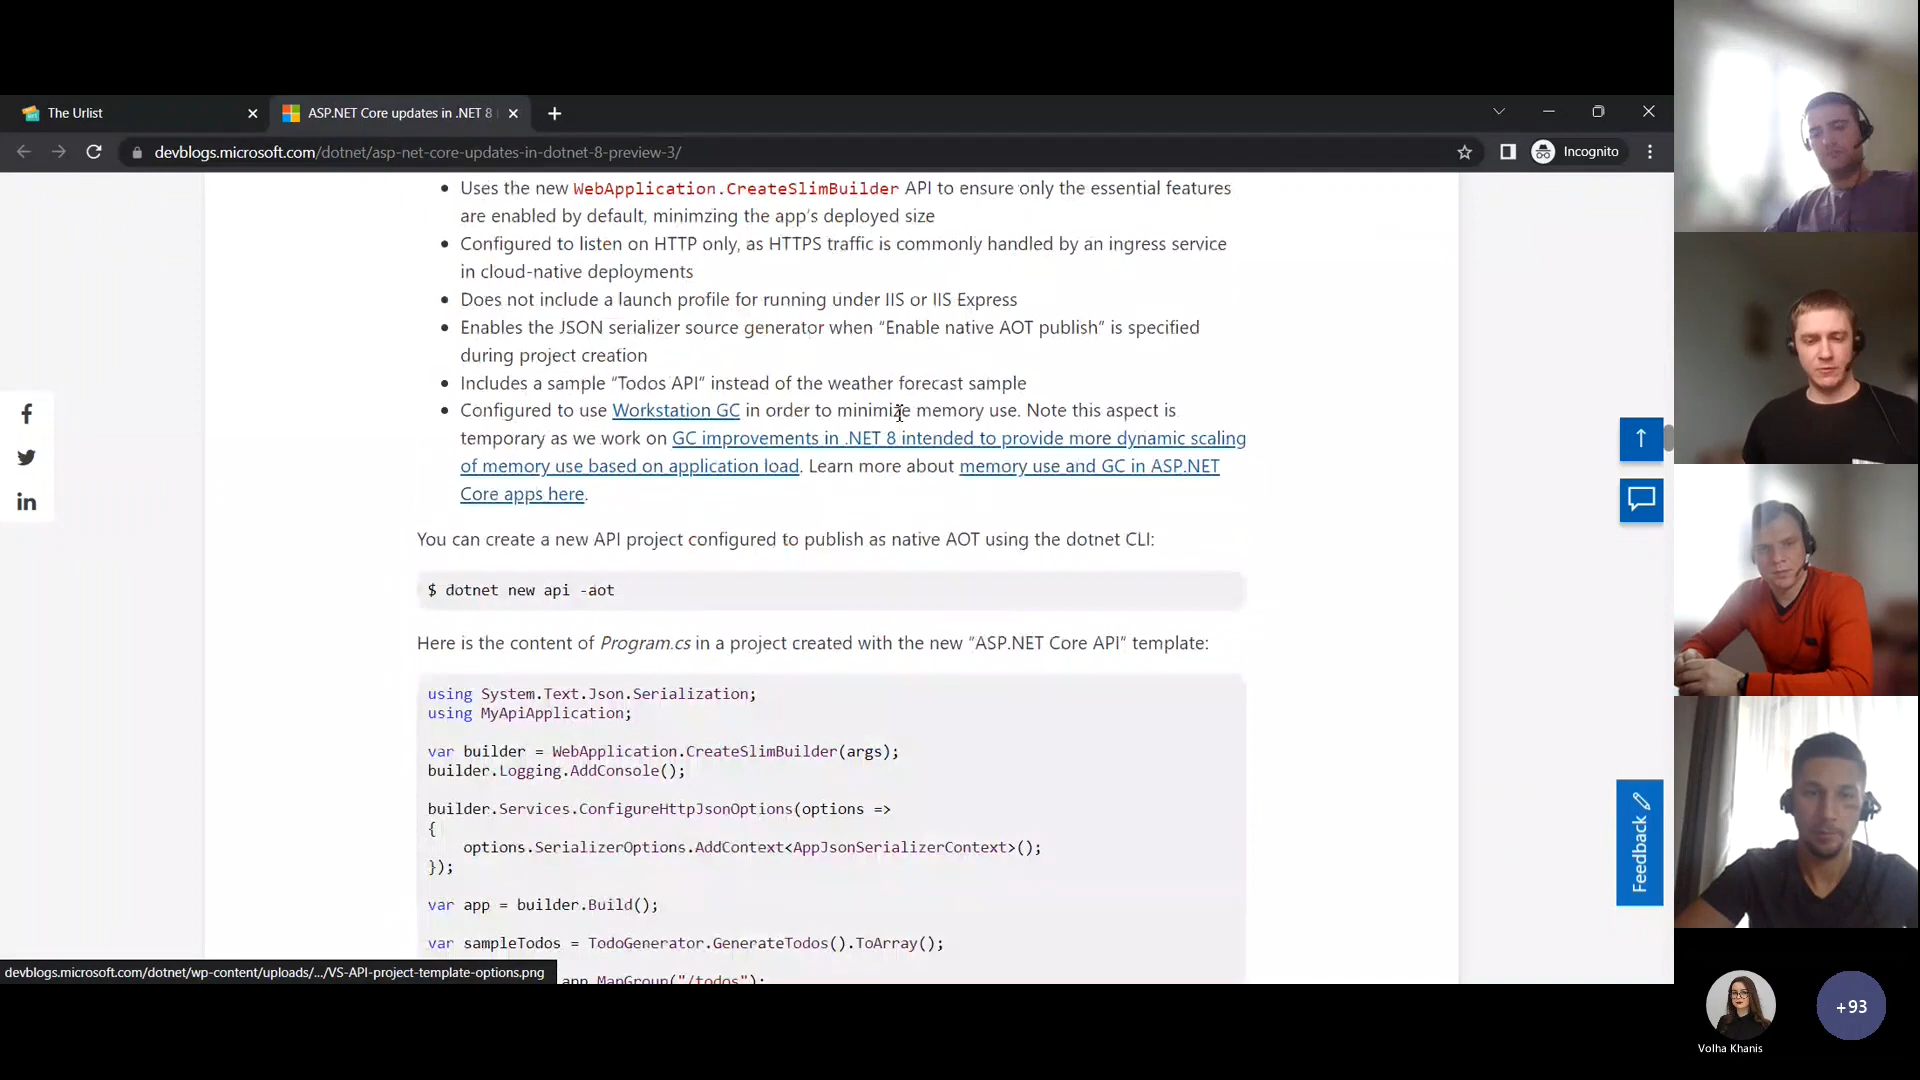 The Urlist
ASP.NET Core updates in .NET 8
devblogs.microsoft.com/dotnet/asp-net-core-updates-in-dotnet-8-preview-3/
Incognito
Uses the new WebApplication.CreateSlimBuilder API to ensure only the essential features
are enabled by default, minimzing the app’s deployed size
Configured to listen on HTTP only, as HTTPS traffic is commonly handled by an ingress service
in cloud-native deployments
Does not include a launch profile for running under IIS or IIS Express
Enables the JSON serializer source generator when “Enable native AOT publish” is specified
during project creation
Includes a sample “Todos API” instead of the weather forecast sample
Configured to use Workstation GC in order to minimize memory use. Note this aspect is
temporary as we work on GC improvements in .NET 8 intended to provide more dynamic scaling
of memory use based on application load. Learn more about memory use and GC in ASP.NET
Core apps here.
You can create a new API project configured to publish as native AOT using the dotnet CLI:
$ dotnet new api -aot
Here is the content of Program.cs in a project created with the new “ASP.NET Core API” template:
using System.Text.Json.Serialization;
using MyApiApplication;
var builder = WebApplication.CreateSlimBuilder(args);
builder.Logging.AddConsole();
builder.Services.ConfigureHttpJsonOptions(options =>
{
options.SerializerOptions.AddContext<AppJsonSerializerContext>();
});
var app = builder.Build();
var sampleTodos = TodoGenerator.GenerateTodos().ToArray();
app.MapGroup("/todos");
devblogs.microsoft.com/dotnet/wp-content/uploads/.../VS-API-project-template-options.png
Feedback
+93
Volha Khanis